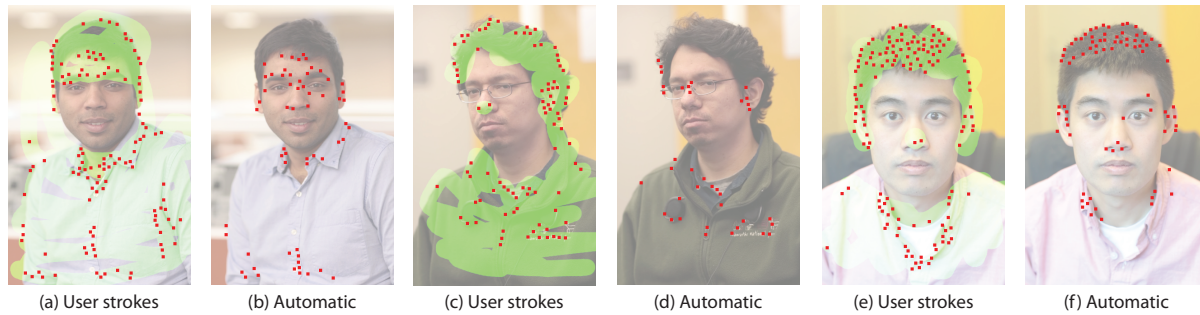 (a) User strokes
(b) Automatic
(c) User strokes
(d) Automatic
(e) User strokes
(f) Automatic